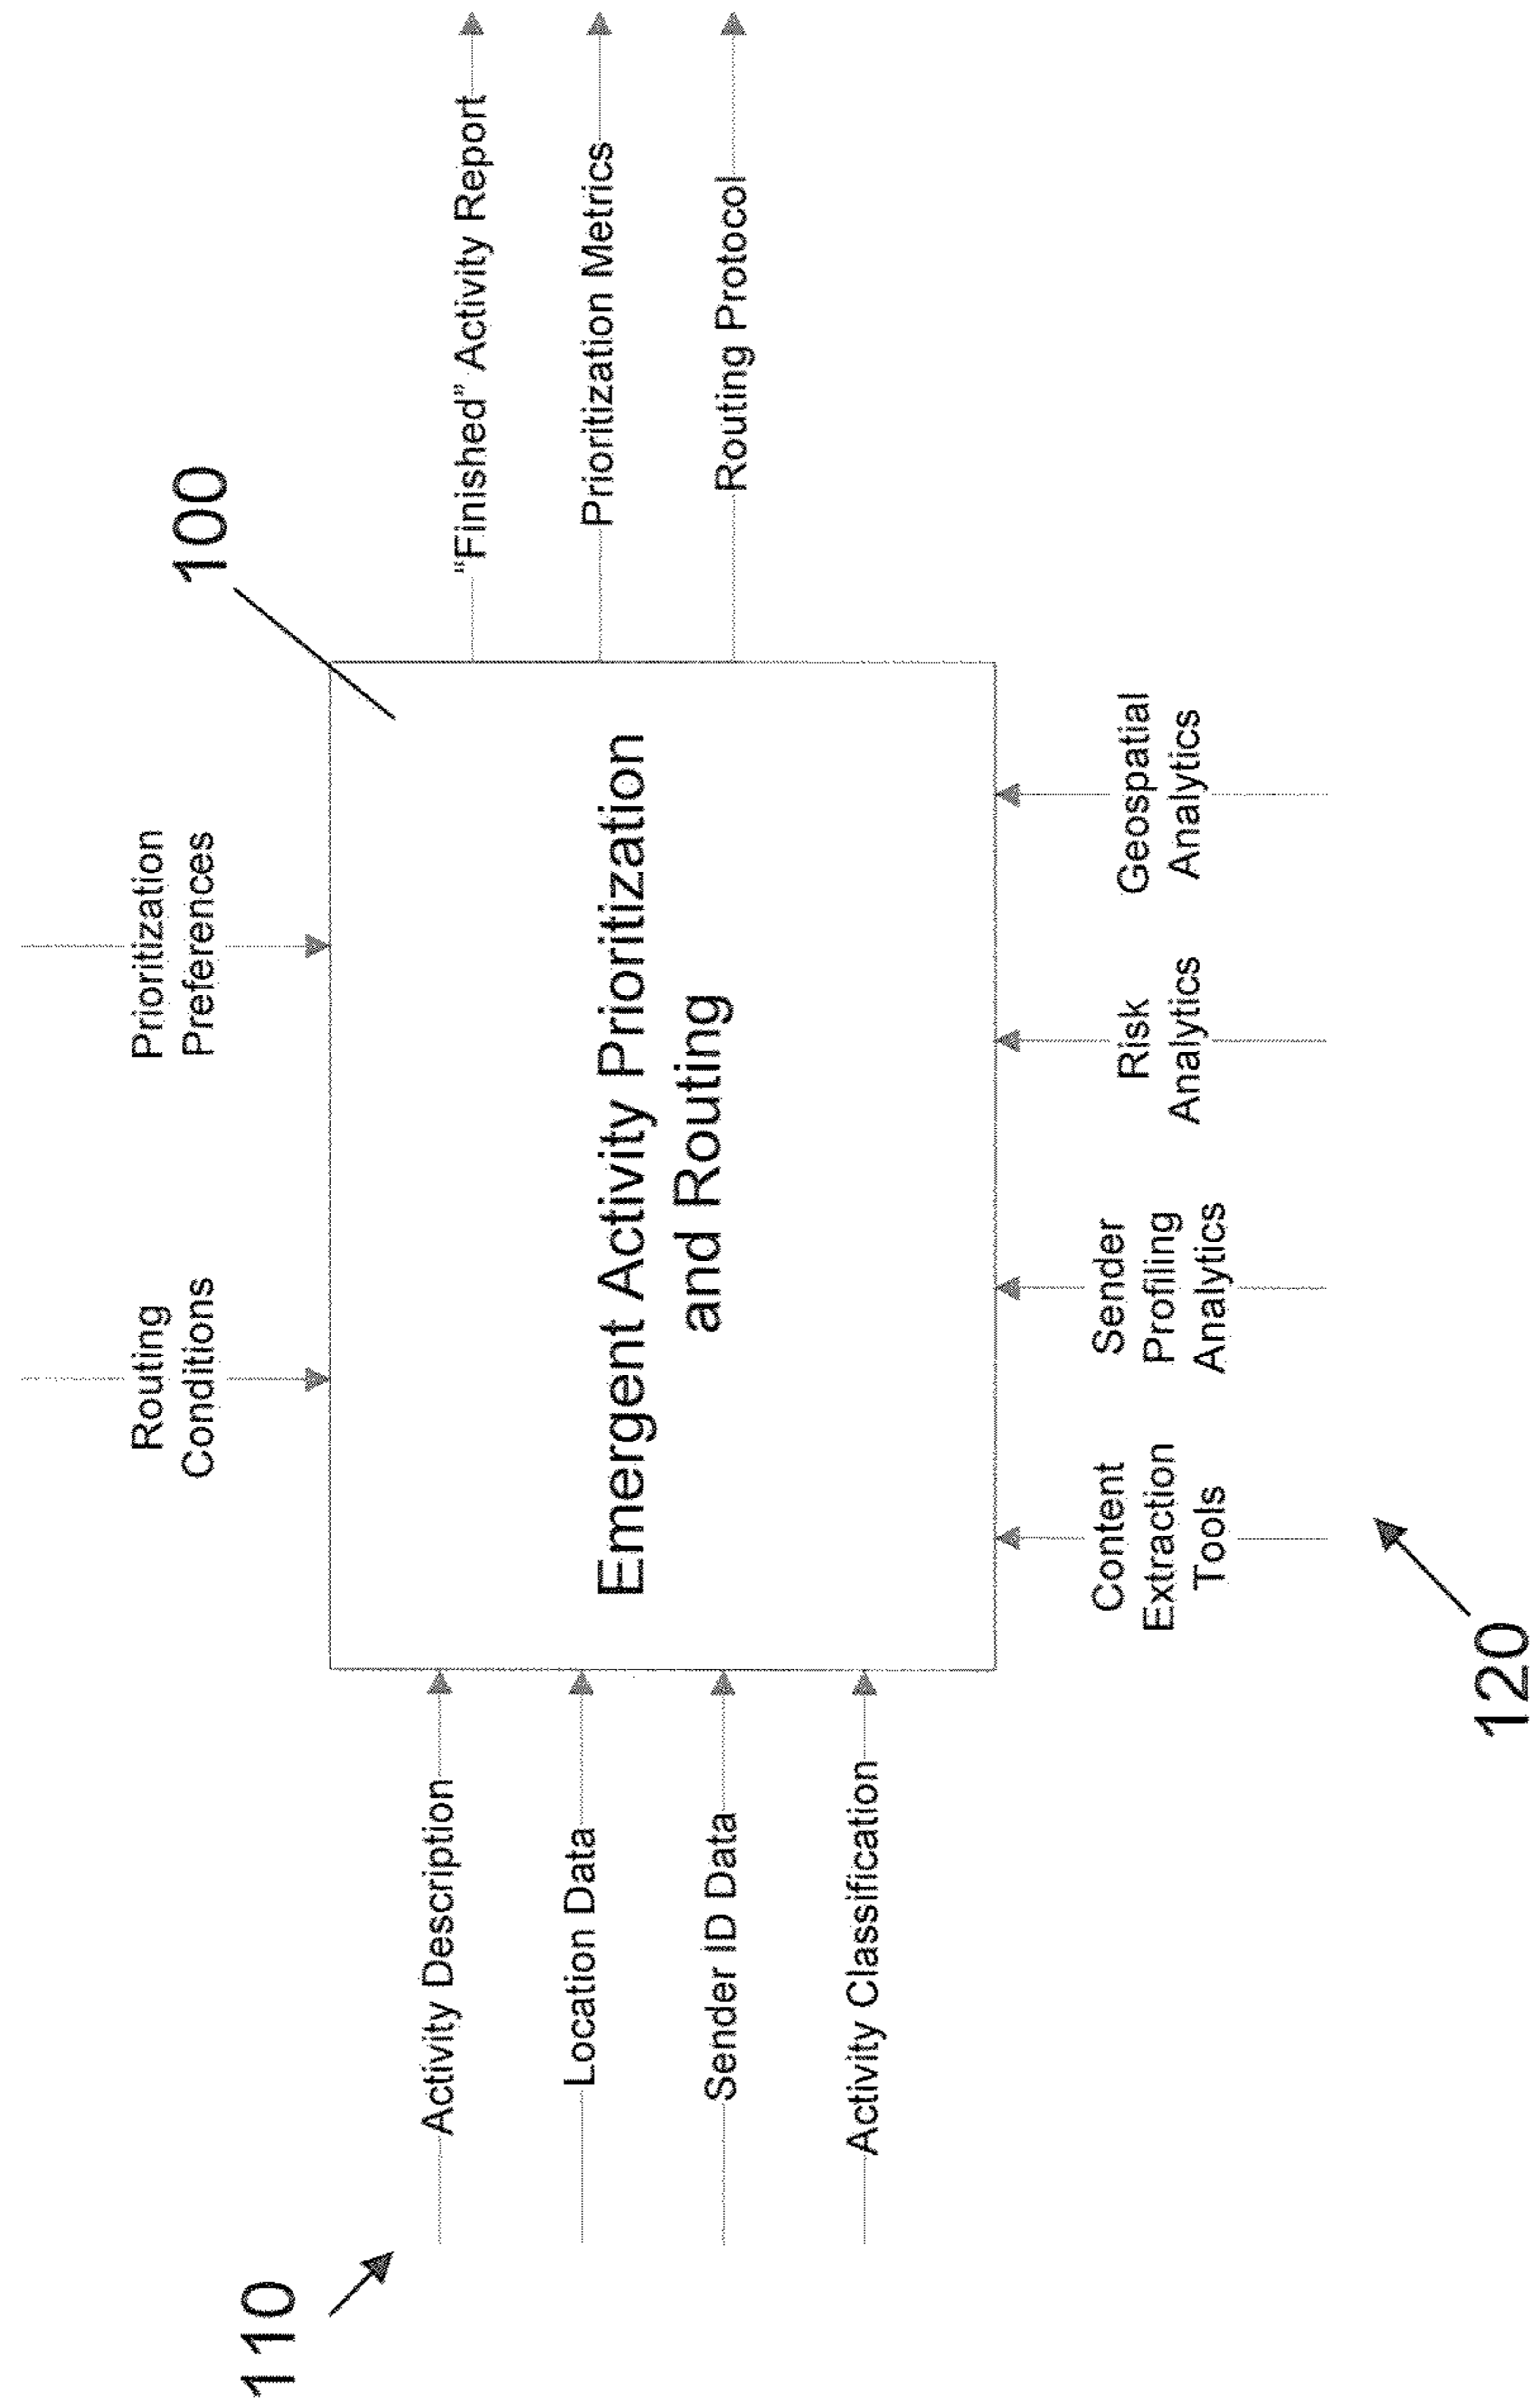 Routing
Conditions
Prioritization
Preferences
100
110
Activity Description
Location Data
Sender ID Data
Activity Classification
Emergent Activity Prioritization
and Routing
“Finished” Activity Report
Prioritization Metrics
Routing Protocol
Content
Extraction
Tools
Sender
Profiling
Analytics
Risk
Analytics
Geospatial
Analytics
120